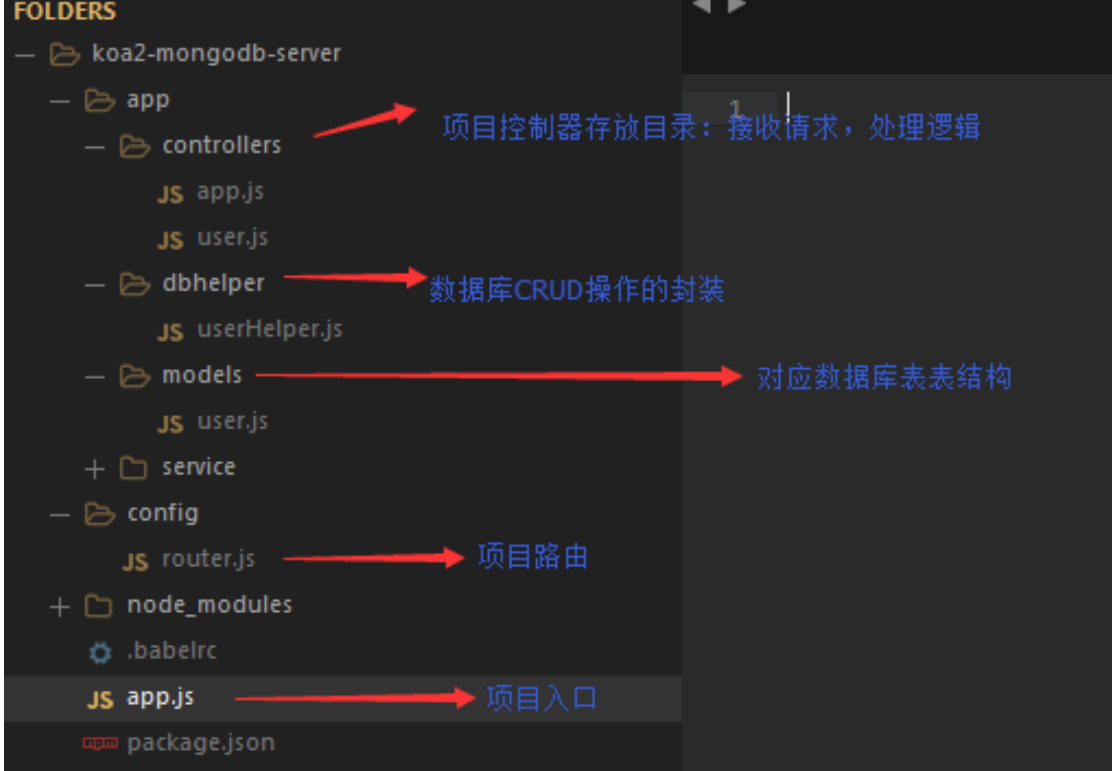 FOLDERS
koa2-mongodb-server
app
1
项目控制器存放目录：接收请求，处理逻辑
controllers
JS app.js
JS user.js
dbhelper
数据库CRUD操作的封装
JS userHelper.js
models
对应数据库表表结构
JS user.js
service
config
JS router.js
项目路由
node_modules
.babelrc
JS app.js
项目入口
npm package.json